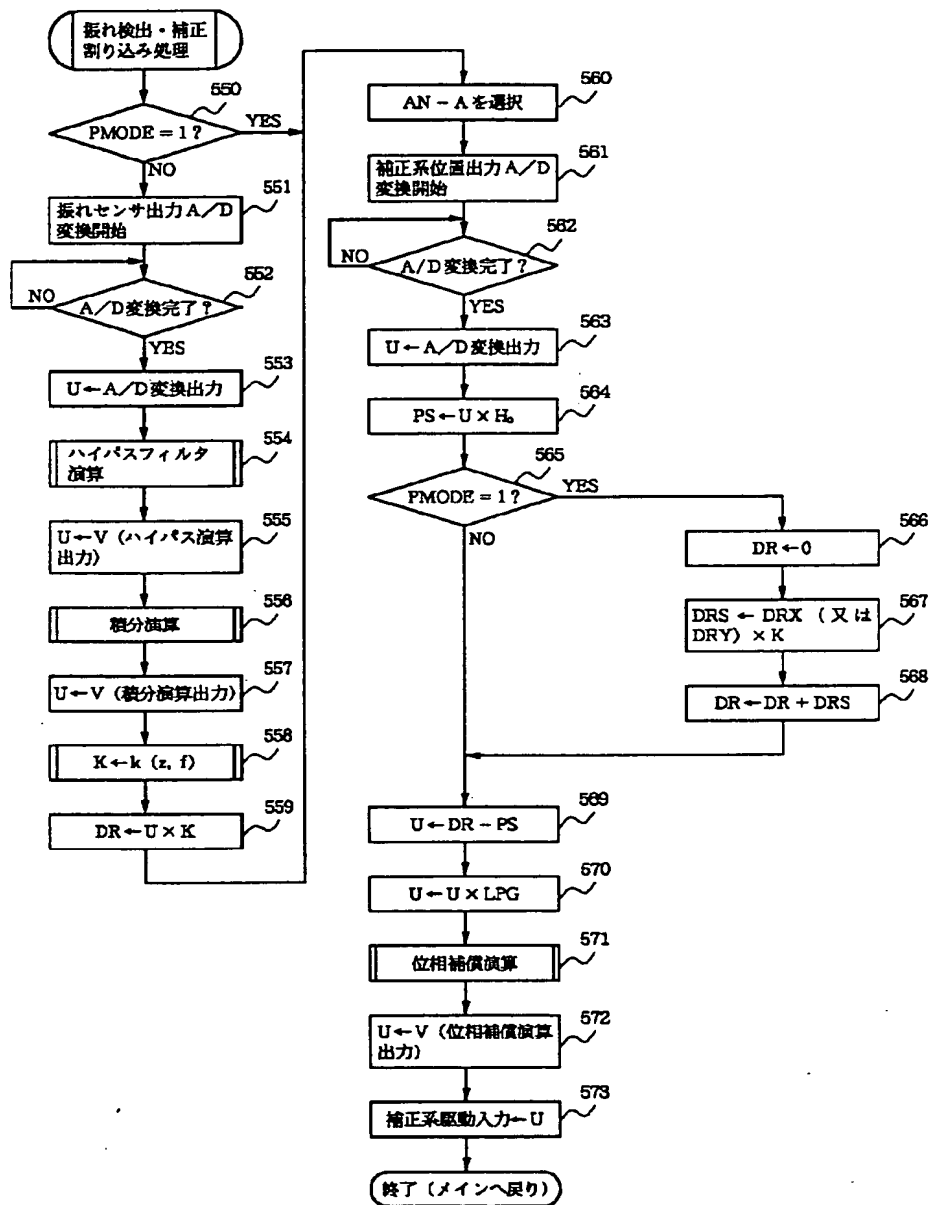 振れ検出・補正
割り込み処理
550
PMODE = 1?
YES
NO
551
振れセンサ出力A/D
変換開始
552
NO
A/D変換完了?
YES
553
U←A/D変換出力
554
ハイパスフィルタ
演算
555
U←V (ハイパス演算
出力)
556
積分演算
557
U←V (積分演算出力)
558
K←k (z, f)
559
DR←U×K
560
AN-Aを選択
561
補正系位置出力A/D
変換開始
562
NO
A/D変換完了?
YES
563
U←A/D変換出力
564
PS←U×H₀
565
PMODE = 1?
YES
NO
566
DR←0
567
DRS ← DRX (又は
DRY) × K
568
DR←DR+DRS
569
U←DR-PS
570
U←U×LPG
571
位相補償演算
572
U←V (位相補償演算
出力)
573
補正系駆動入力←U
終了 (メインへ戻り)